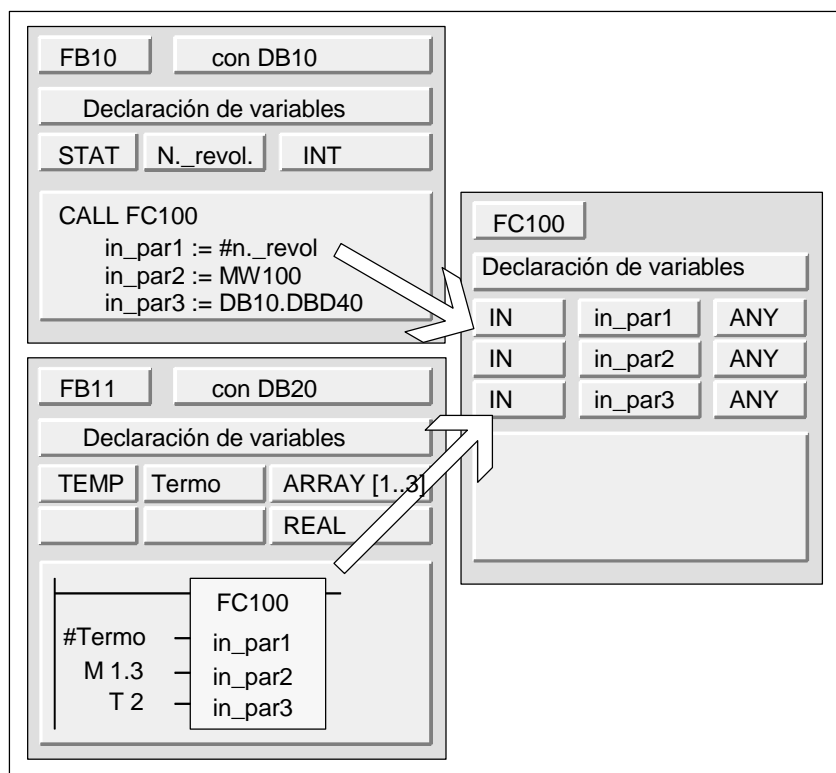 FB10 con DB10
Declaración de variables
STAT N._revol. INT
CALL FC100
in_par1 := #n._revol
in_par2 := MW100
in_par3 := DB10.DBD40
FC100
Declaración de variables
IN in_par1 ANY
IN in_par2 ANY
IN in_par3 ANY
FB11 con DB20
Declaración de variables
TEMP Termo ARRAY [1..3]
REAL
FC100
#Termo in_par1
M 1.3 in_par2
T 2 in_par3